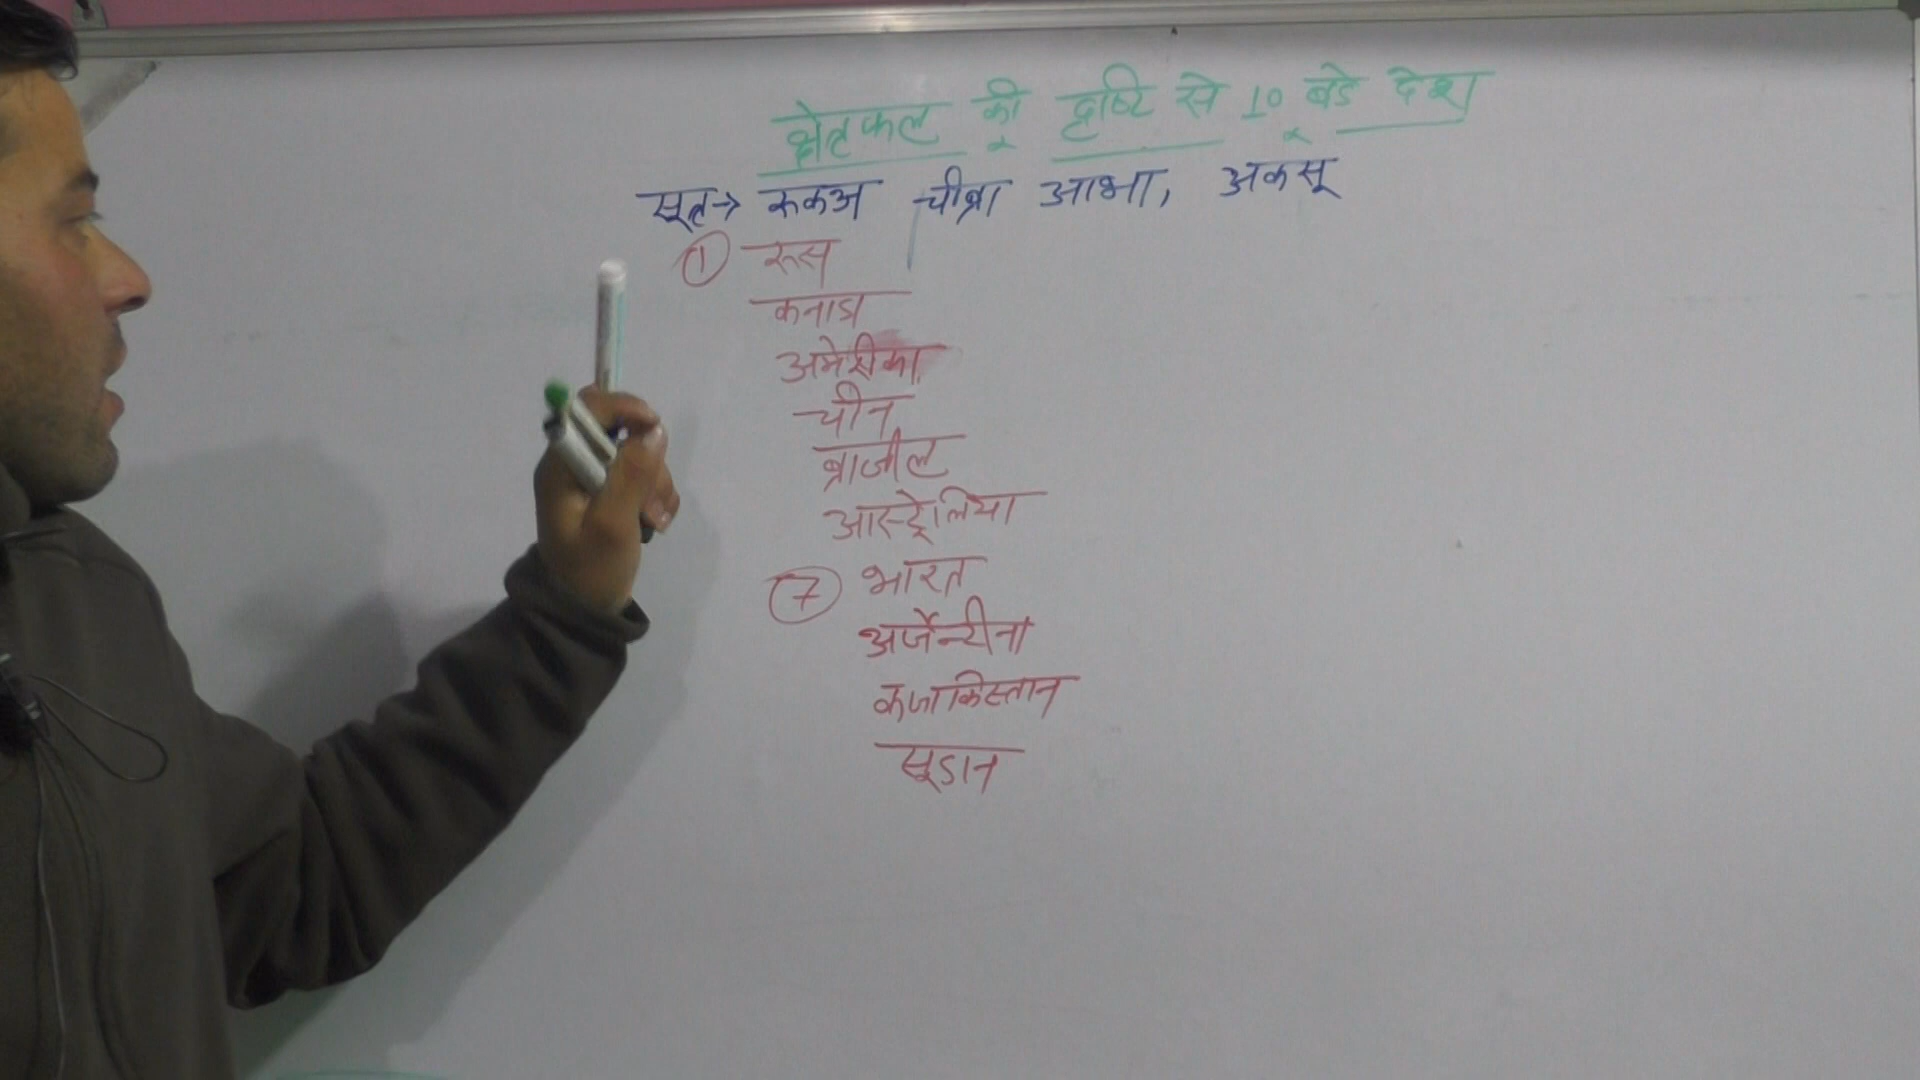 क्षेत्रफल की दृष्टि से 10 बडे देश
सूत्र→ रूकअ चीब्रा आभा, अकसू
① रूस
कनाडा
अमेरीका
चीन
ब्राजील
आस्ट्रेलिया
⑦ भारत
अर्जेन्टीना
कजाकिस्तान
सूडान